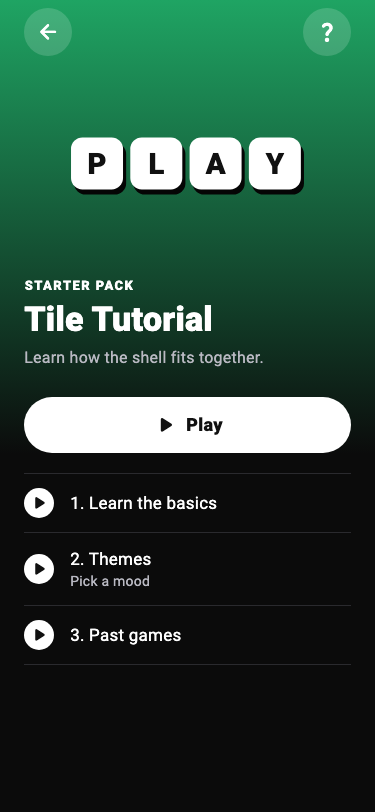 ?
PLAY
STARTER PACK
Tile Tutorial
Learn how the shell fits together.
Play
1. Learn the basics
2. Themes
Pick a mood
3. Past games